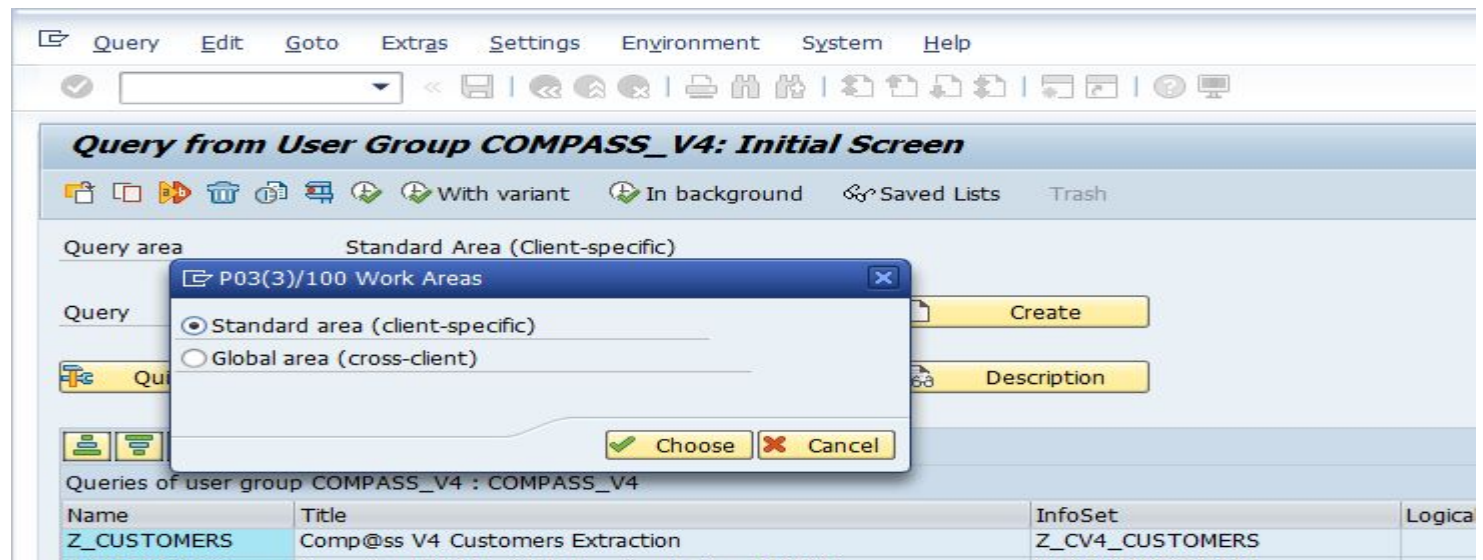 Query Edit Goto Extras Settings Environment System Help
Query from User Group COMPASS_V4: Initial Screen
With variant In background Saved Lists Trash
Query area Standard Area (Client-specific)
P03(3)/100 Work Areas
Query Create
Standard area (client-specific)
Global area (cross-client)
Qui Description
Choose Cancel
Queries of user group COMPASS_V4 : COMPASS_V4
Name Title InfoSet Logical
Z_CUSTOMERS Comp@ss V4 Customers Extraction Z_CV4_CUSTOMERS